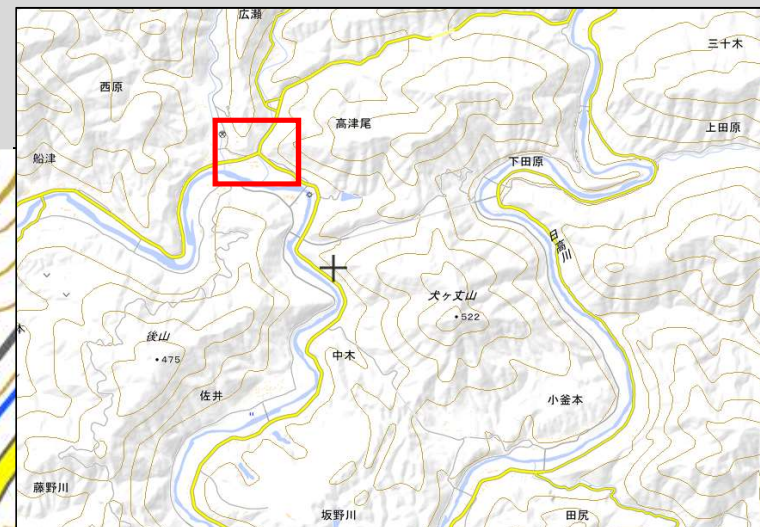 広瀬
三十木
西原
高津尾
上田原
船津
下田原
日高川
犬ヶ丈山
522
後山
475
中木
佐井
小釜本
藤野川
坂野川
田尻